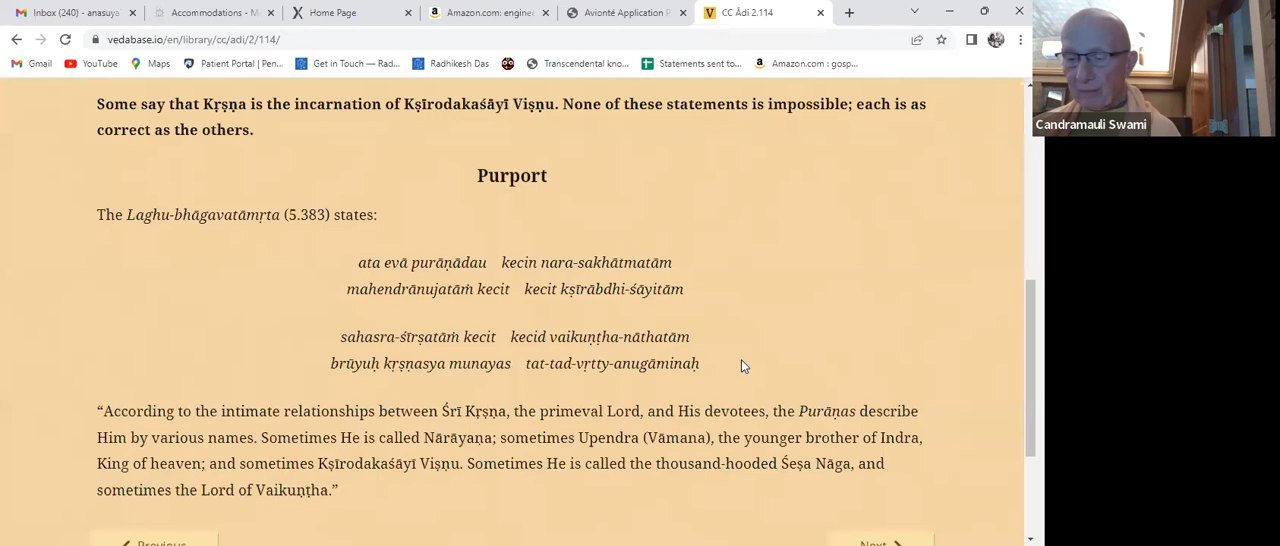 Inbox (240) - anasuya
Accommodations - M
Home Page
Amazon.com: engine
Avionté Application P
CC Ādi 2.114
vedabase.io/en/library/cc/adi/2/114/
Gmail
YouTube
Maps
Patient Portal - Pen...
Get in Touch — Rad...
Radhikesh Das
Transcendental kno...
Statements sent to...
Amazon.com : gosp...
Candramauli Swami
Some say that Kṛṣṇa is the incarnation of Kṣīrodakaśāyī Viṣṇu. None of these statements is impossible; each is as
correct as the others.
Purport
The Laghu-bhāgavatāmṛta (5.383) states:
ata evā purāṇādau kecin nara-sakhātmatām
mahendrānujatāṁ kecit kecit kṣīrābdhi-śāyitām
sahasra-śīrṣatāṁ kecit kecid vaikuṇṭha-nāthatām
brūyuḥ kṛṣṇasya munayas tat-tad-vṛtty-anugāminaḥ
“According to the intimate relationships between Śrī Kṛṣṇa, the primeval Lord, and His devotees, the Purāṇas describe
Him by various names. Sometimes He is called Nārāyaṇa; sometimes Upendra (Vāmana), the younger brother of Indra,
King of heaven; and sometimes Kṣīrodakaśāyī Viṣṇu. Sometimes He is called the thousand-hooded Śeṣa Nāga, and
sometimes the Lord of Vaikuṇṭha.”
Previous
Next